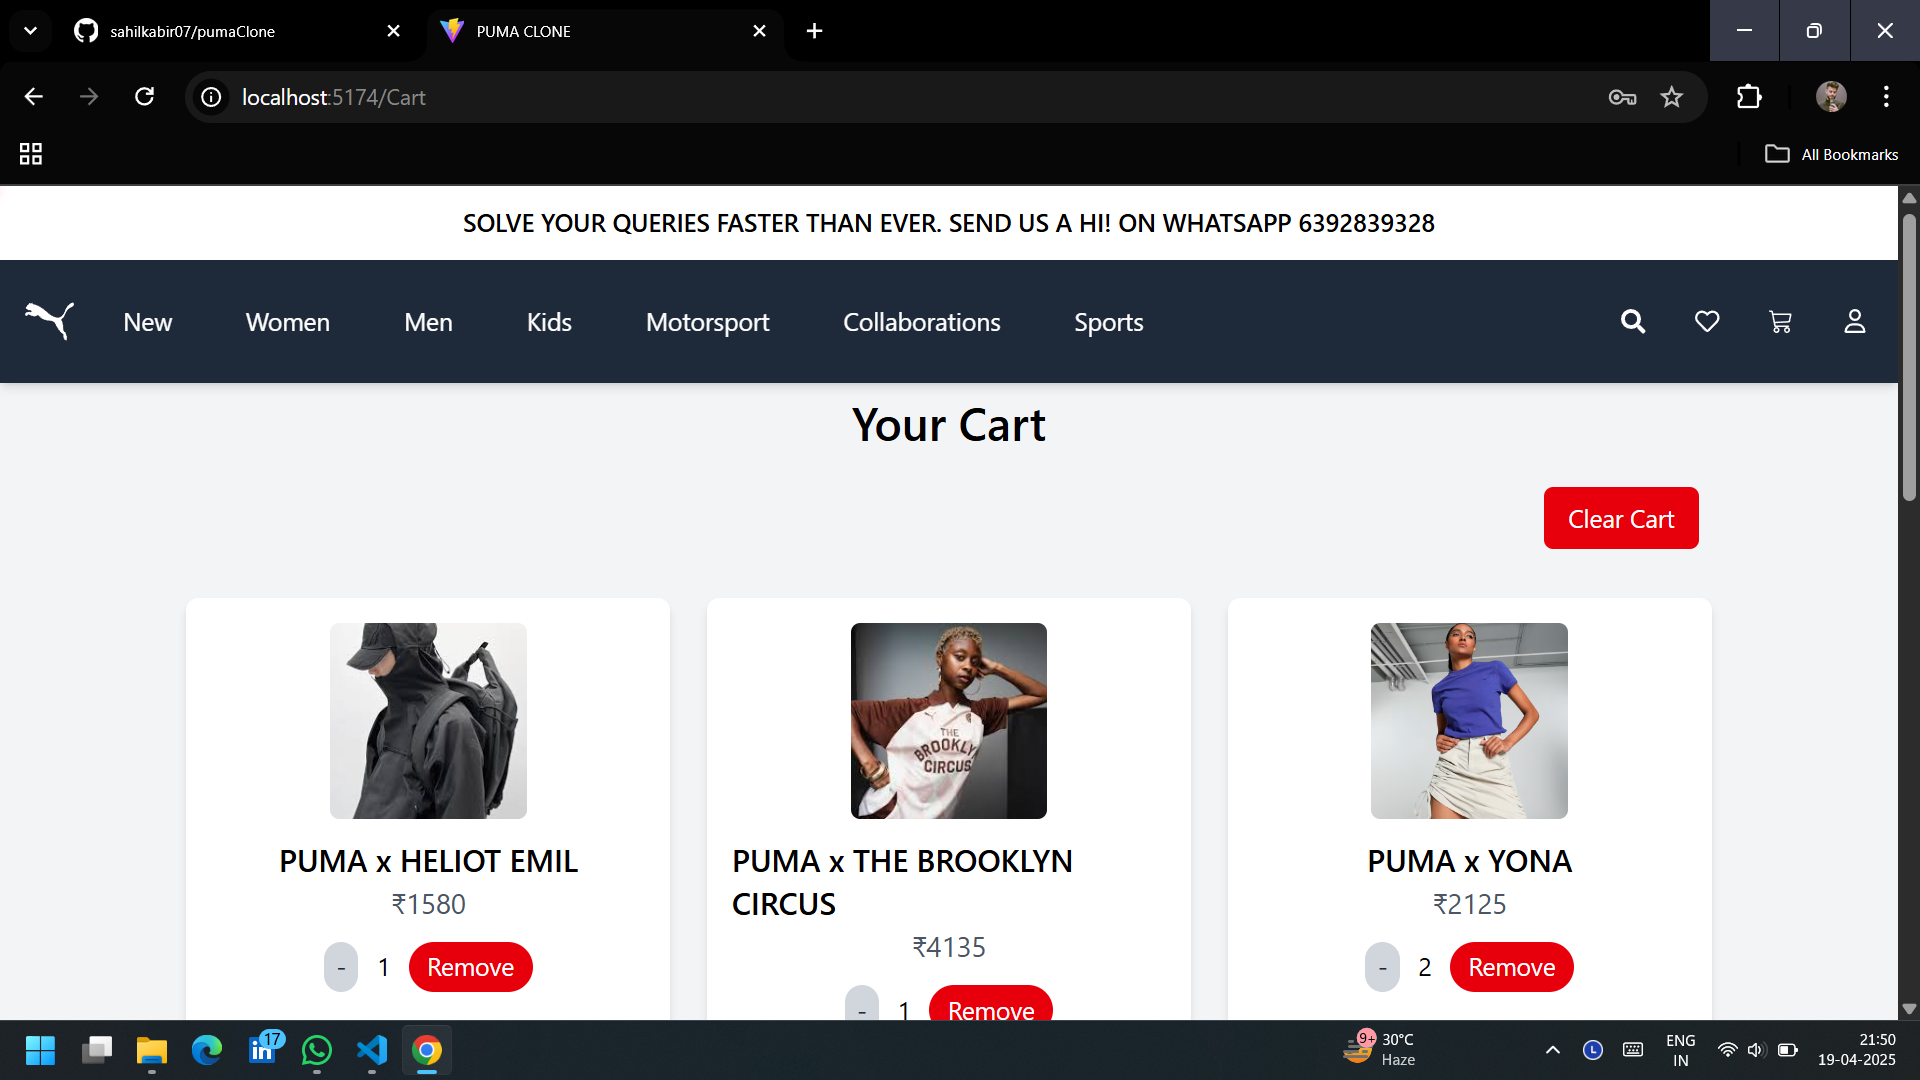 sahilkabir07/pumaClone
PUMA CLONE
localhost:5174/Cart
All Bookmarks
SOLVE YOUR QUERIES FASTER THAN EVER. SEND US A HI! ON WHATSAPP 6392839328
New Women Men Kids Motorsport Collaborations Sports
Your Cart
Clear Cart
THE
BROOKLYN
CIRCUS
PUMA x HELIOT EMIL
₹1580
- 1 Remove
PUMA x THE BROOKLYN
CIRCUS
₹4135
- 1 Remove
PUMA x YONA
₹2125
- 2 Remove
17
9+
30°C
Haze
ENG
IN
21:50
19-04-2025